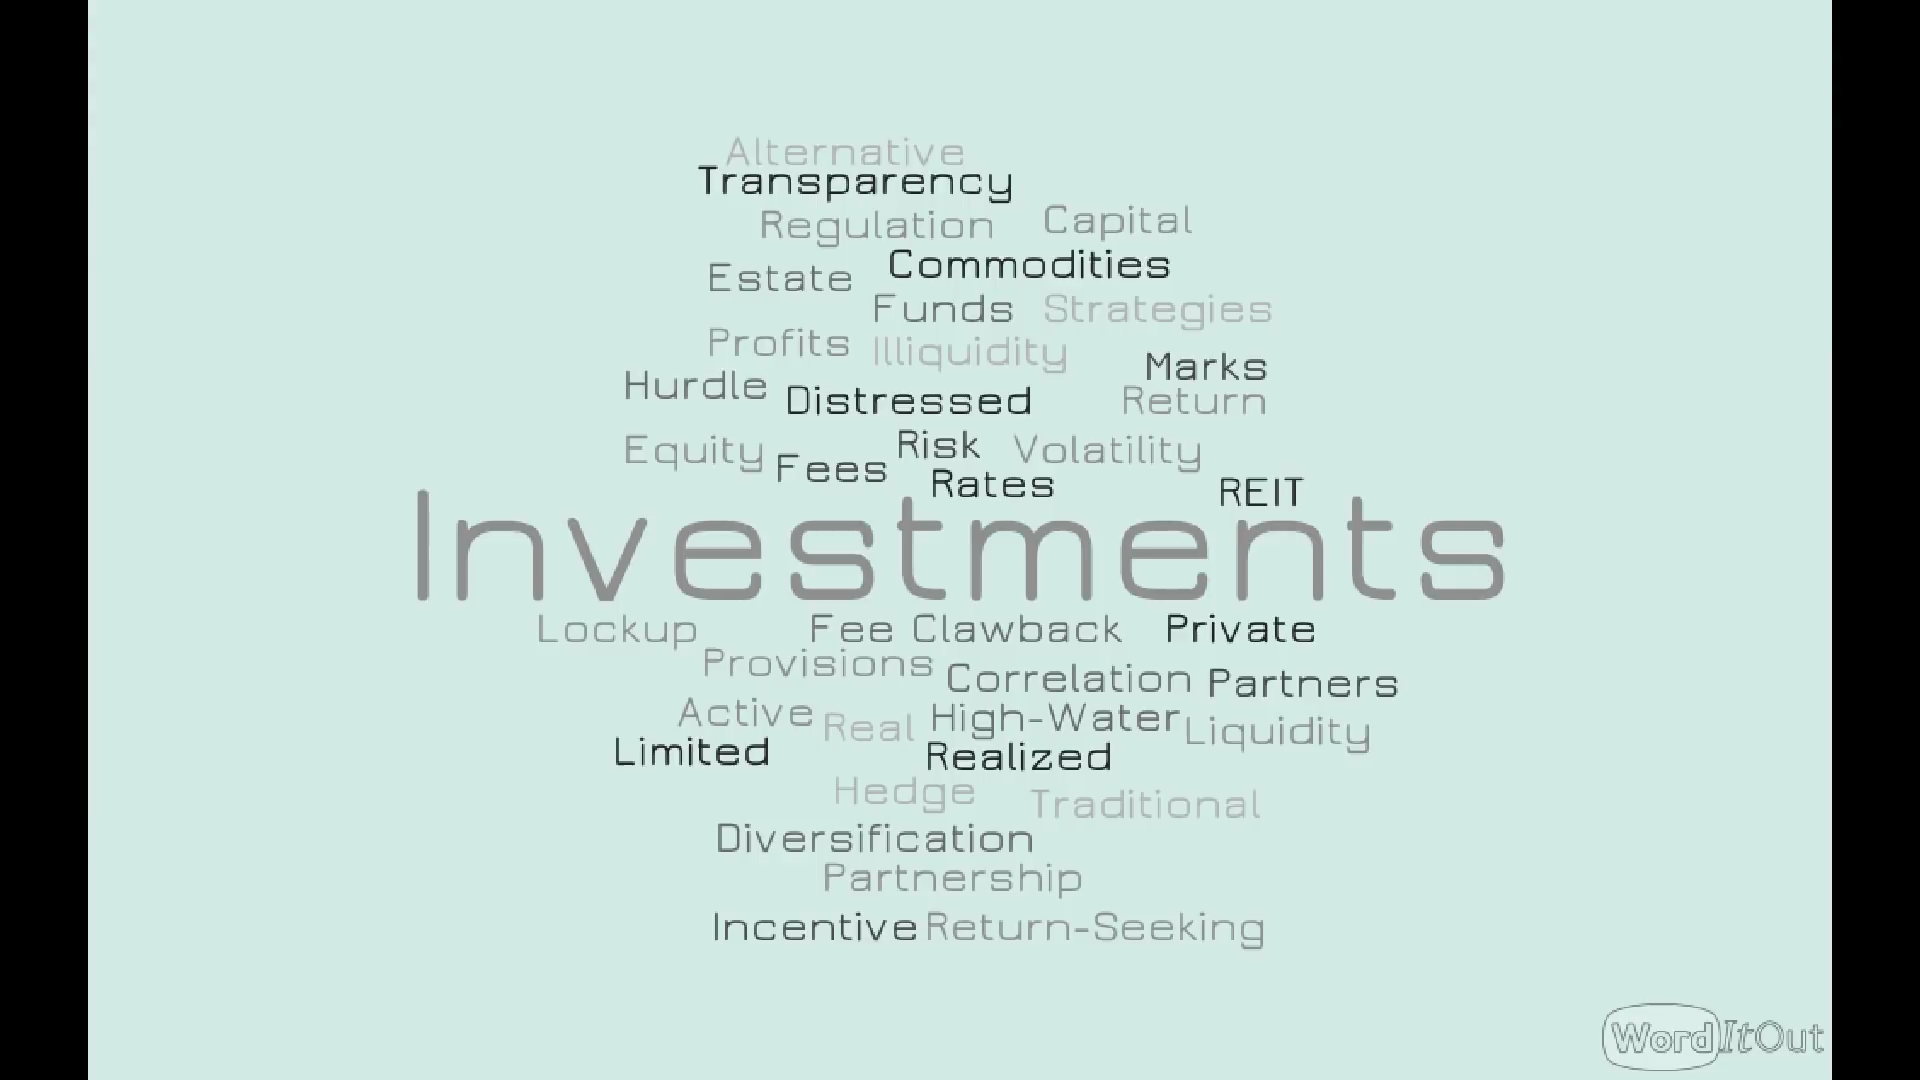 Alternative
Transparency
Regulation Capital
Estate Commodities
Funds Strategies
Profits Illiquidity Marks
Hurdle Distressed Return
Equity Fees Risk Volatility
Rates REIT
Investments
Lockup Fee Clawback Private
Provisions Correlation Partners
Active Real High-Water Liquidity
Limited Realized
Hedge Traditional
Diversification
Partnership
Incentive Return-Seeking
WordItOut